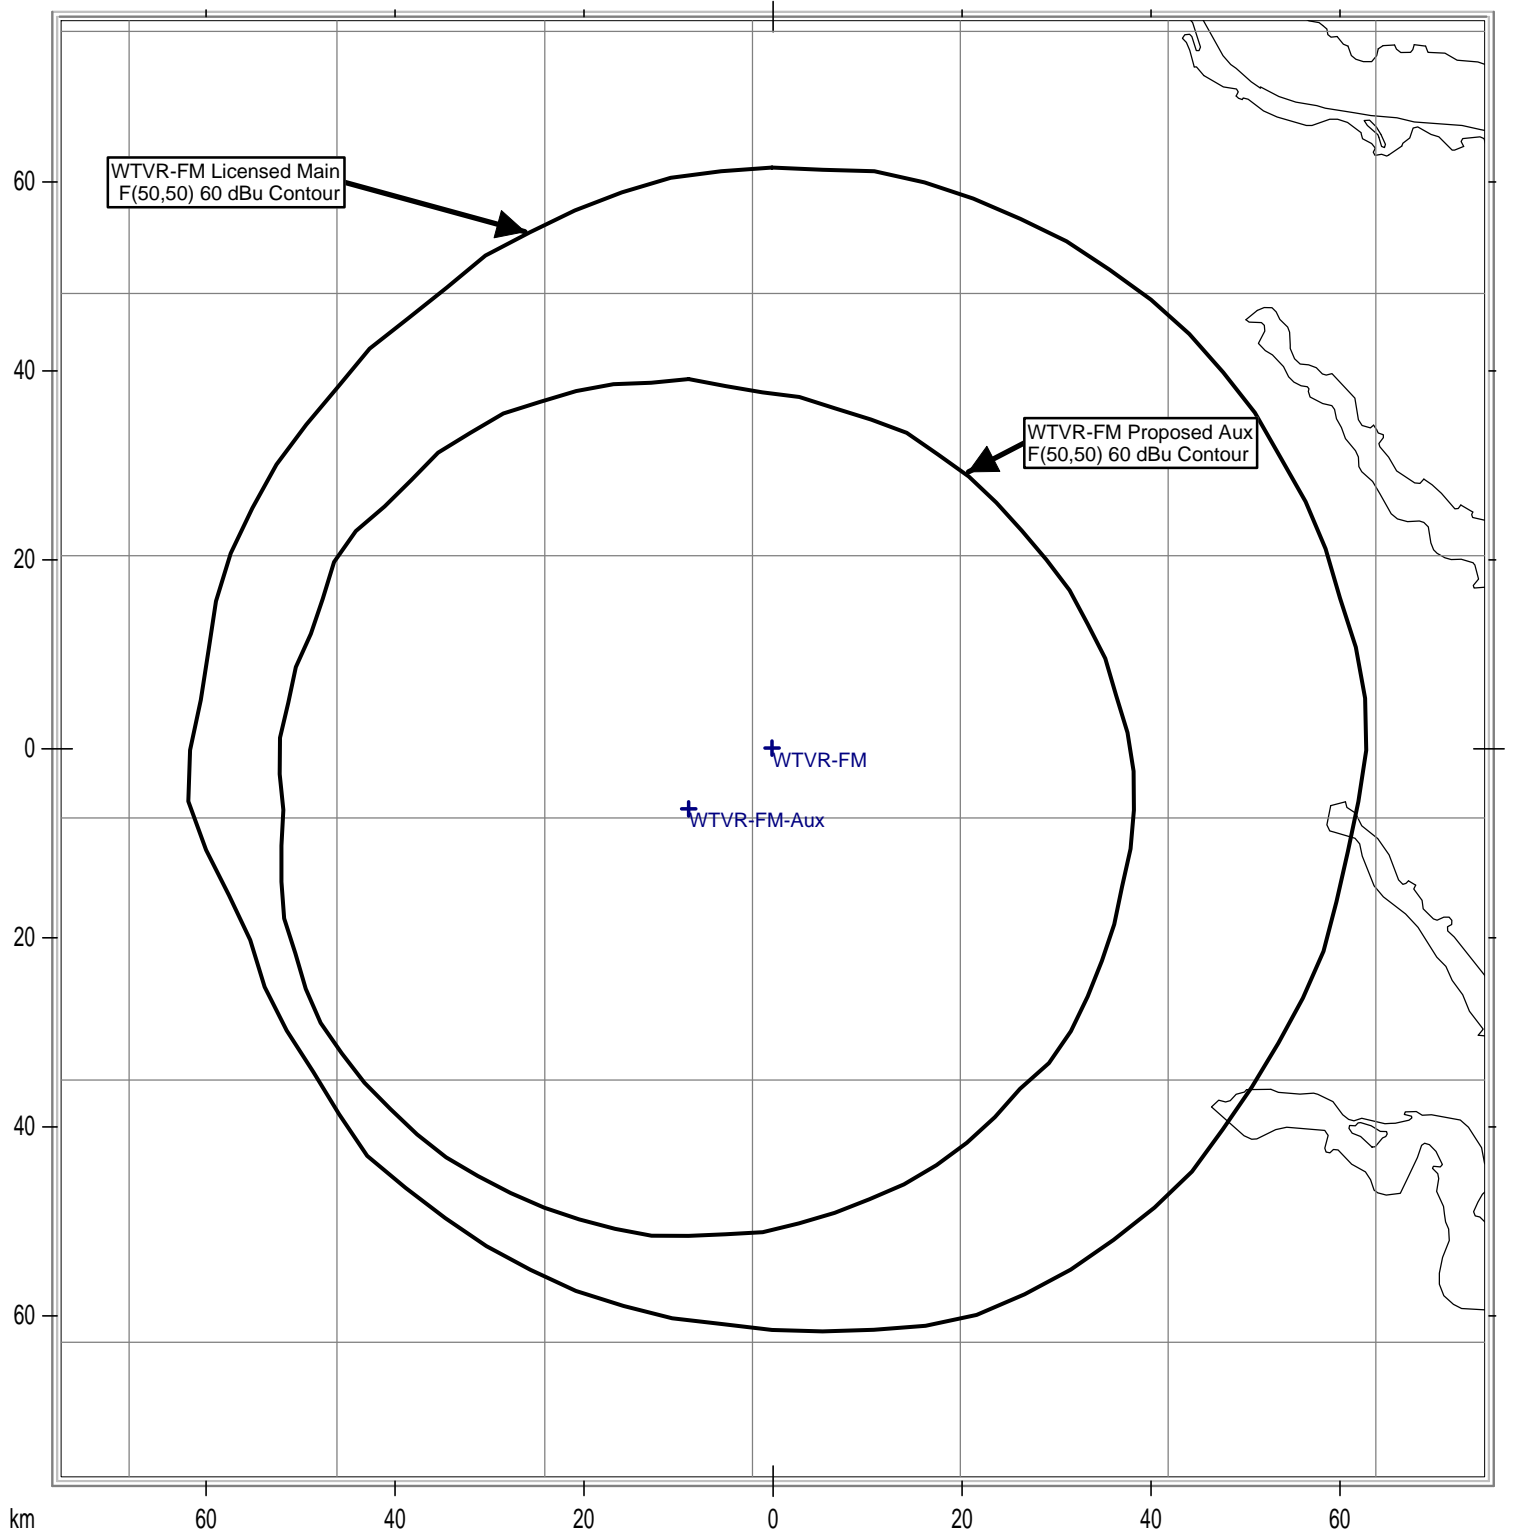 WTVR-FM Licensed Main
F(50,50) 60 dBu Contour
60
40
WTVR-FM Proposed Aux
F(50,50) 60 dBu Contour
20
0
WTVR-FM
WTVR-FM-Aux
20
40
60
km 60 40 20 0 20 40 60